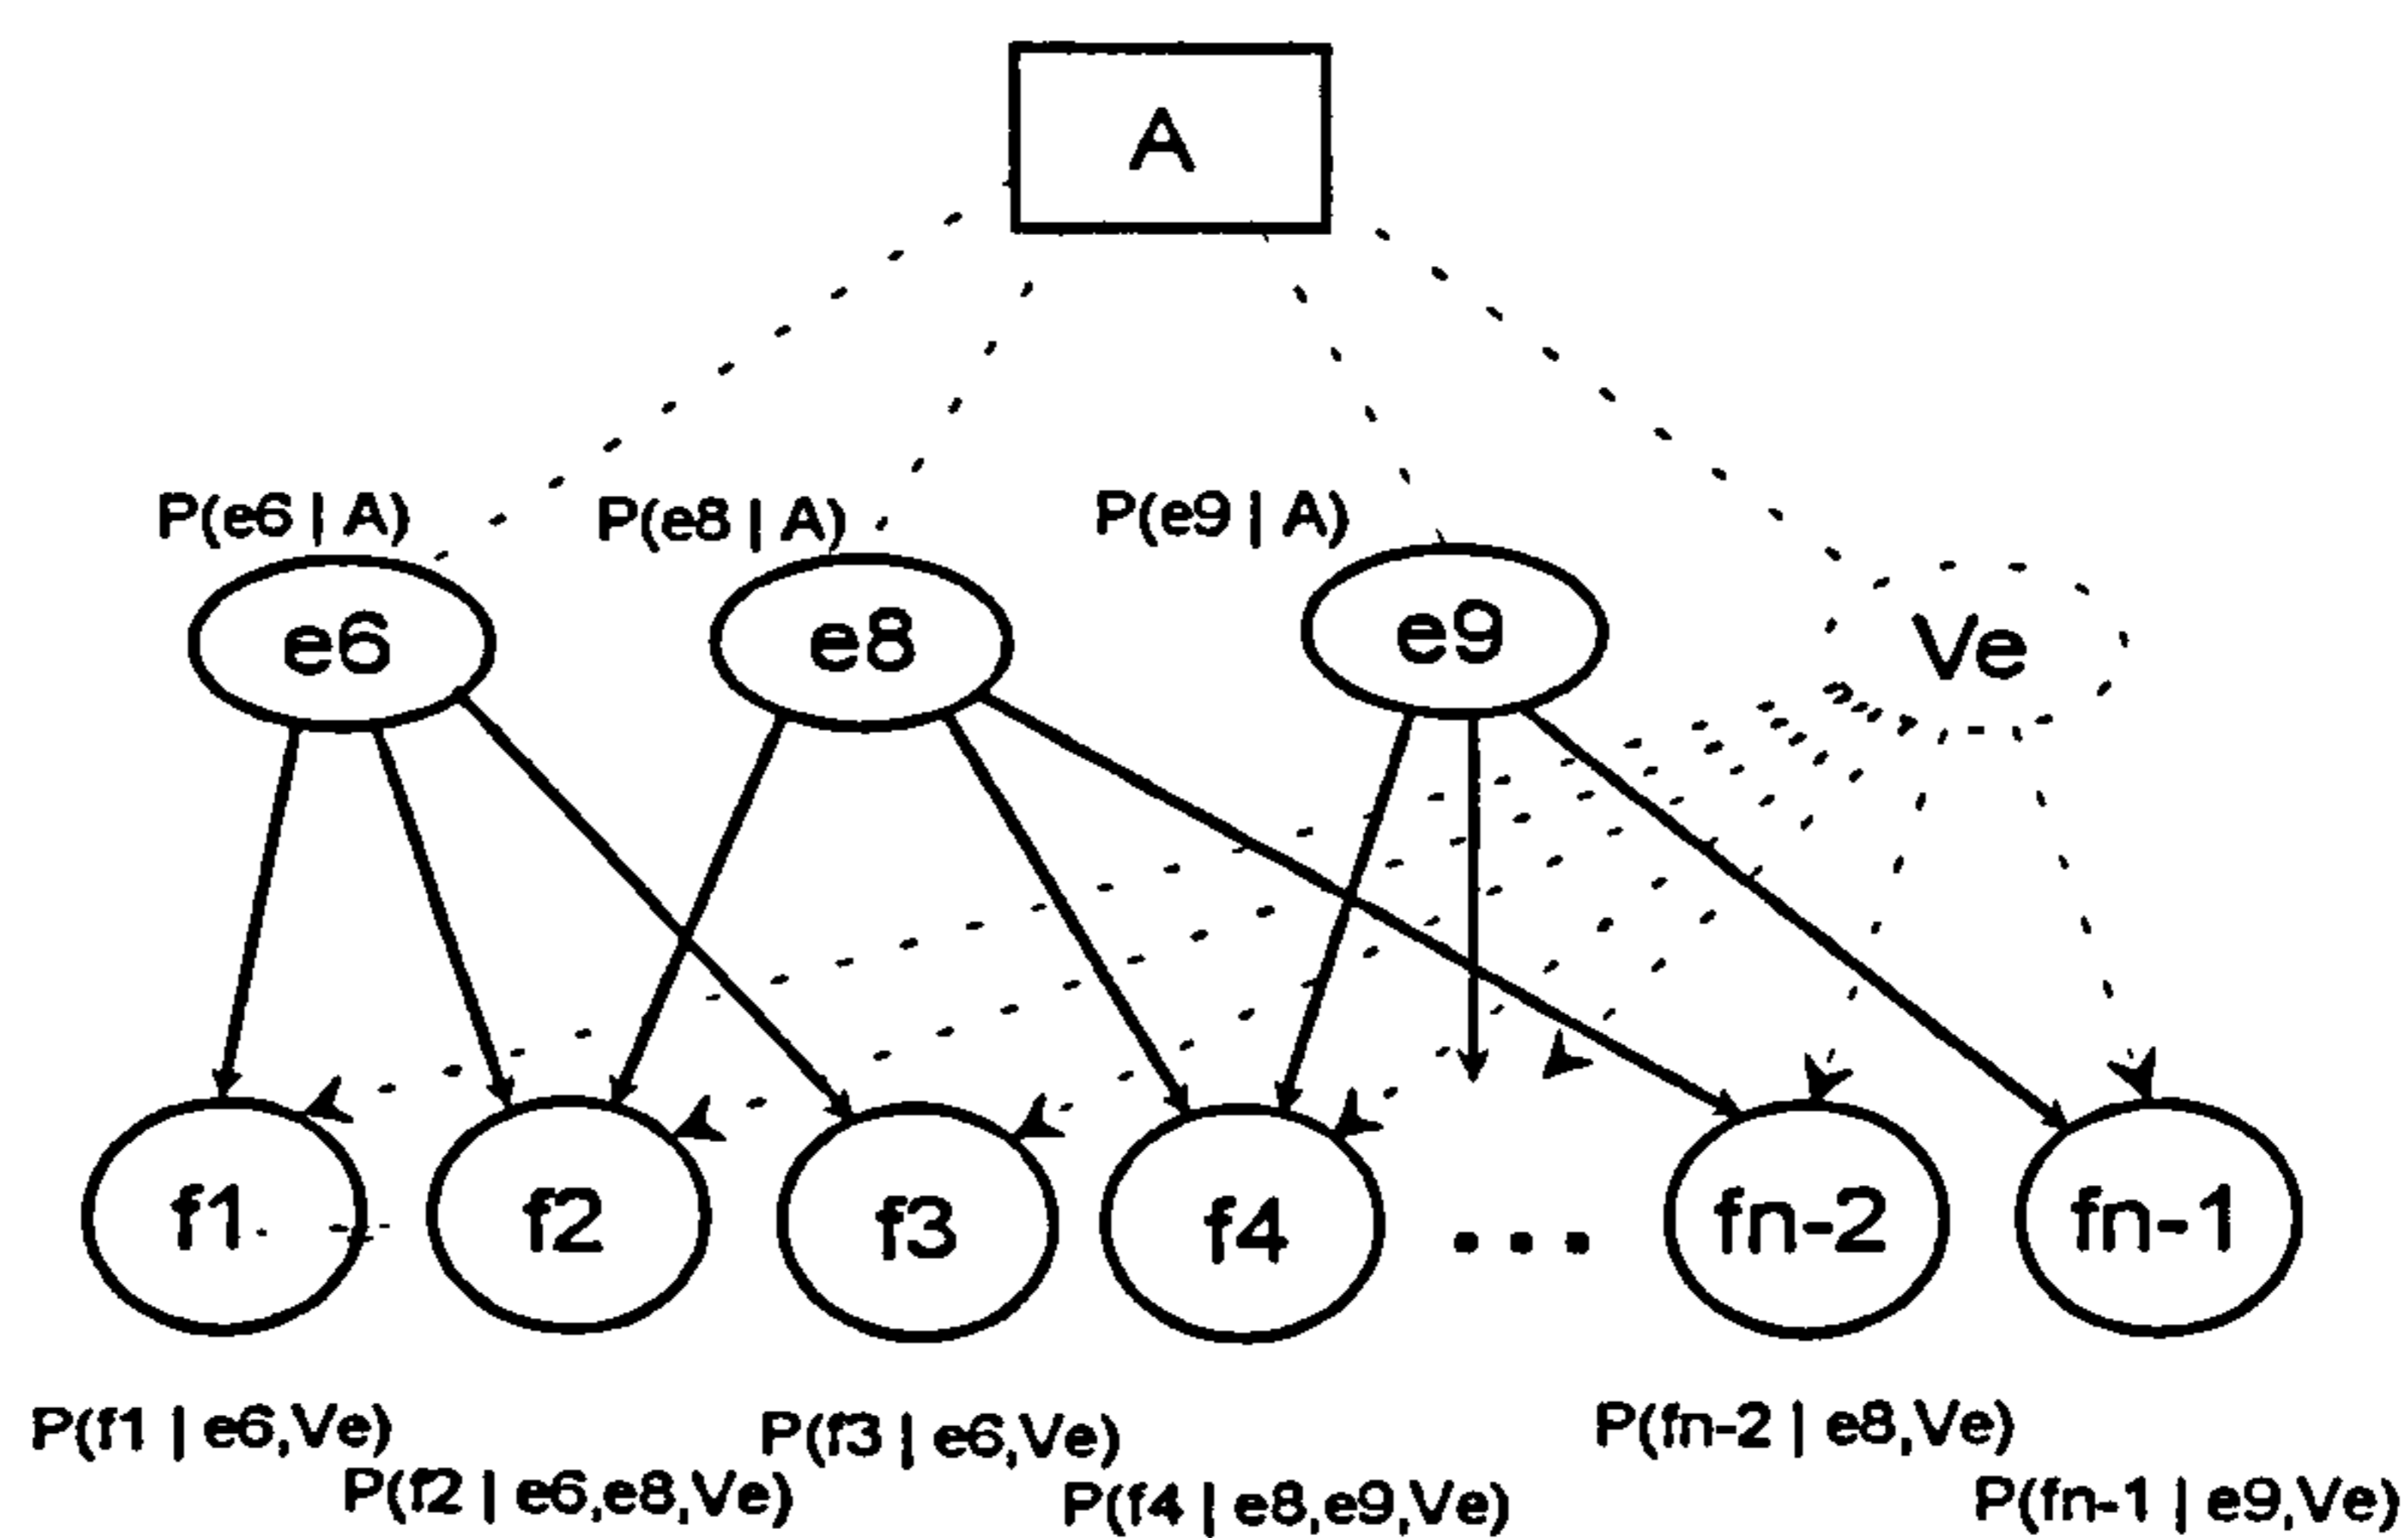 A
P(e6 | A)
P(e8 | A)
P(e9 | A)
e6
e8
e9
Ve
f1
f2
f3
f4
...
fn-2
fn-1
P(f1 | e6,Ve)
P(f3 | e6,Ve)
P(fn-2 | e8,Ve)
P(f2 | e6,e8,Ve)
P(f4 | e8,e9,Ve)
P(fn-1 | e9,Ve)